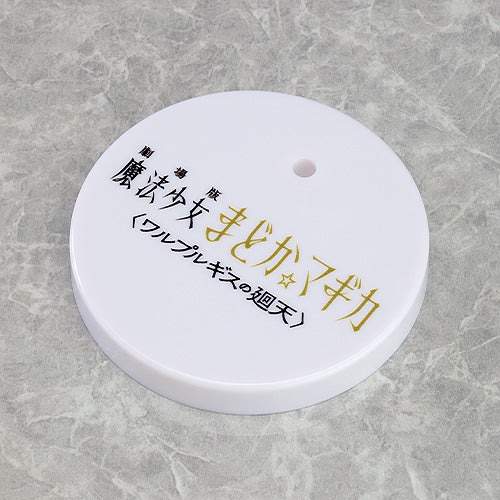 劇場版
魔法少女まどか☆マギカ
〈ワルプルギスの廻天〉